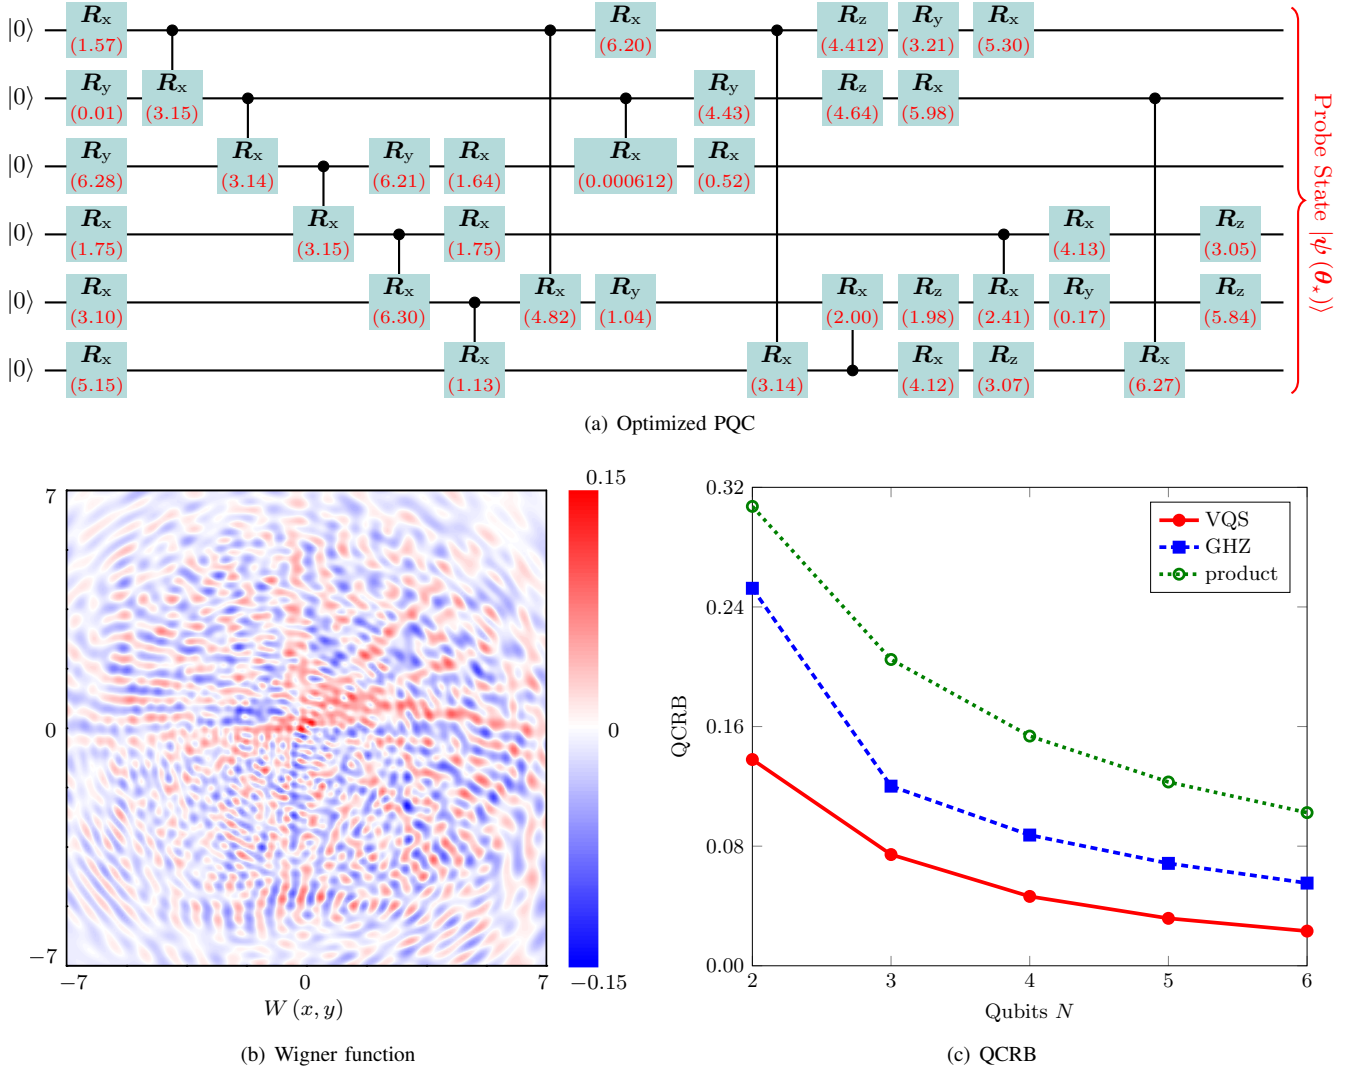 |0⟩ Rx Rx Rz Ry Rx
(1.57) (6.20) (4.412) (3.21) (5.30)
|0⟩ Ry Rx Ry Rz Rx
(0.01) (3.15) (4.43) (4.64) (5.98)
|0⟩ Ry Rx Ry Rx Rx Rx
(6.28) (3.14) (6.21) (1.64) (0.000612) (0.52)
|0⟩ Rx Rx Rx Rx Rz
(1.75) (3.15) (1.75) (4.13) (3.05)
|0⟩ Rx Rx Rx Ry Rx Rz Rx Ry Rz
(3.10) (6.30) (4.82) (1.04) (2.00) (1.98) (2.41) (0.17) (5.84)
|0⟩ Rx Rx Rx Rx Rz Rx
(5.15) (1.13) (3.14) (4.12) (3.07) (6.27)
Probe State |ψ (θ⋆)⟩
(a) Optimized PQC
7
0
−7
−7 0 7
W (x, y)
0.15
0
−0.15
(b) Wigner function
0.32
0.24
0.16
0.08
0.00
QCRB
2 3 4 5 6
Qubits N
VQS
GHZ
product
(c) QCRB